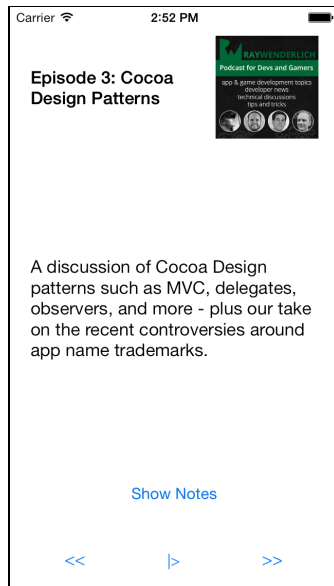 Carrier 2:52 PM
Episode 3: Cocoa
Design Patterns
RAYWENDERLICH
Podcast for Devs and Gamers
app & game development topics
developer news
technical discussions
tips and tricks
A discussion of Cocoa Design
patterns such as MVC, delegates,
observers, and more - plus our take
on the recent controversies around
app name trademarks.
Show Notes
<< |> >>